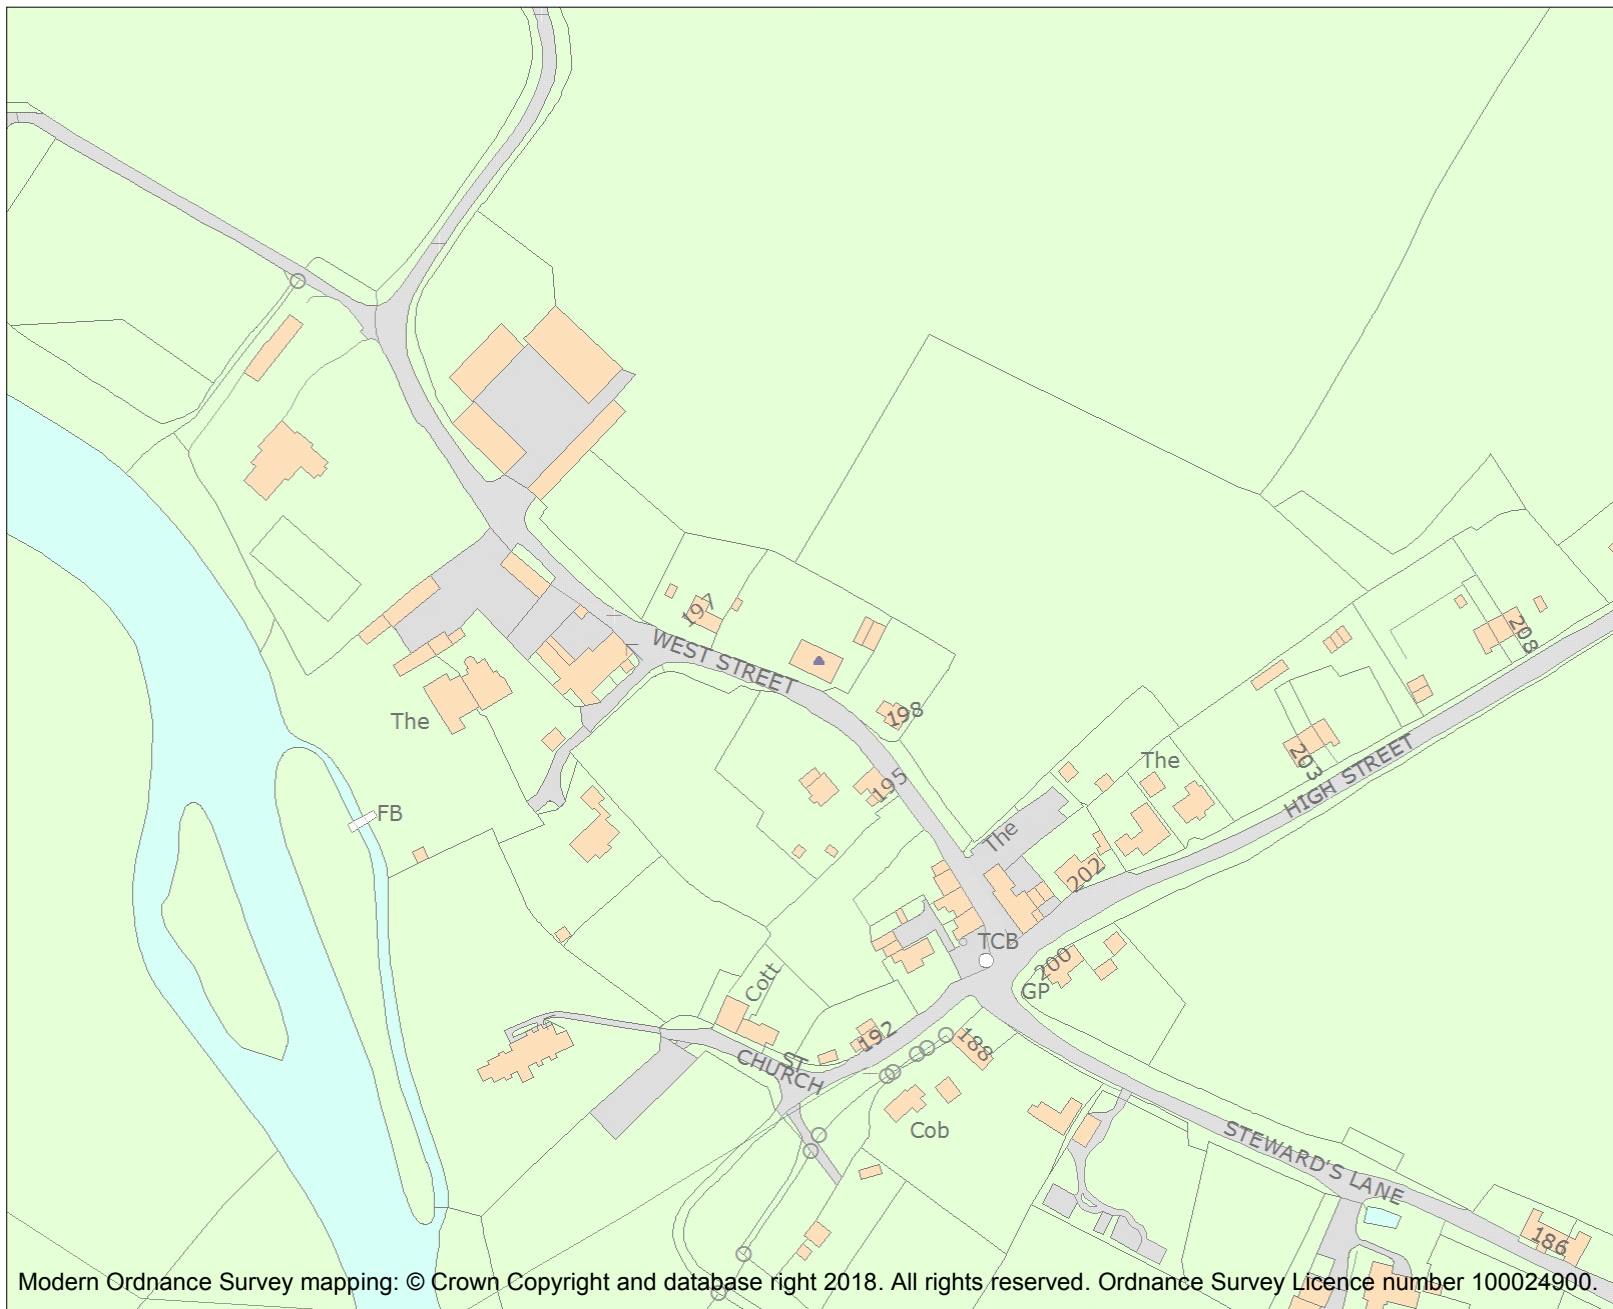 197
WEST STREET
208
198
The
FB
195
The
203
HIGH STREET
The
202
TCB
200
GP
Cott
192
188
CHURCH
ST
Cob
STEWARD'S LANE
186
Modern Ordnance Survey mapping: © Crown Copyright and database right 2018. All rights reserved. Ordnance Survey Licence number 100024900.